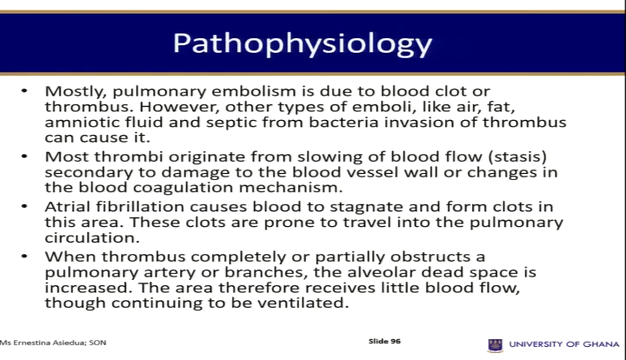 Pathophysiology
• Mostly, pulmonary embolism is due to blood clot or
thrombus. However, other types of emboli, like air, fat,
amniotic fluid and septic from bacteria invasion of thrombus
can cause it.
• Most thrombi originate from slowing of blood flow (stasis)
secondary to damage to the blood vessel wall or changes in
the blood coagulation mechanism.
• Atrial fibrillation causes blood to stagnate and form clots in
this area. These clots are prone to travel into the pulmonary
circulation.
• When thrombus completely or partially obstructs a
pulmonary artery or branches, the alveolar dead space is
increased. The area therefore receives little blood flow,
though continuing to be ventilated.
Ms Ernestina Asiedua; SON
Slide 96
UNIVERSITY OF GHANA